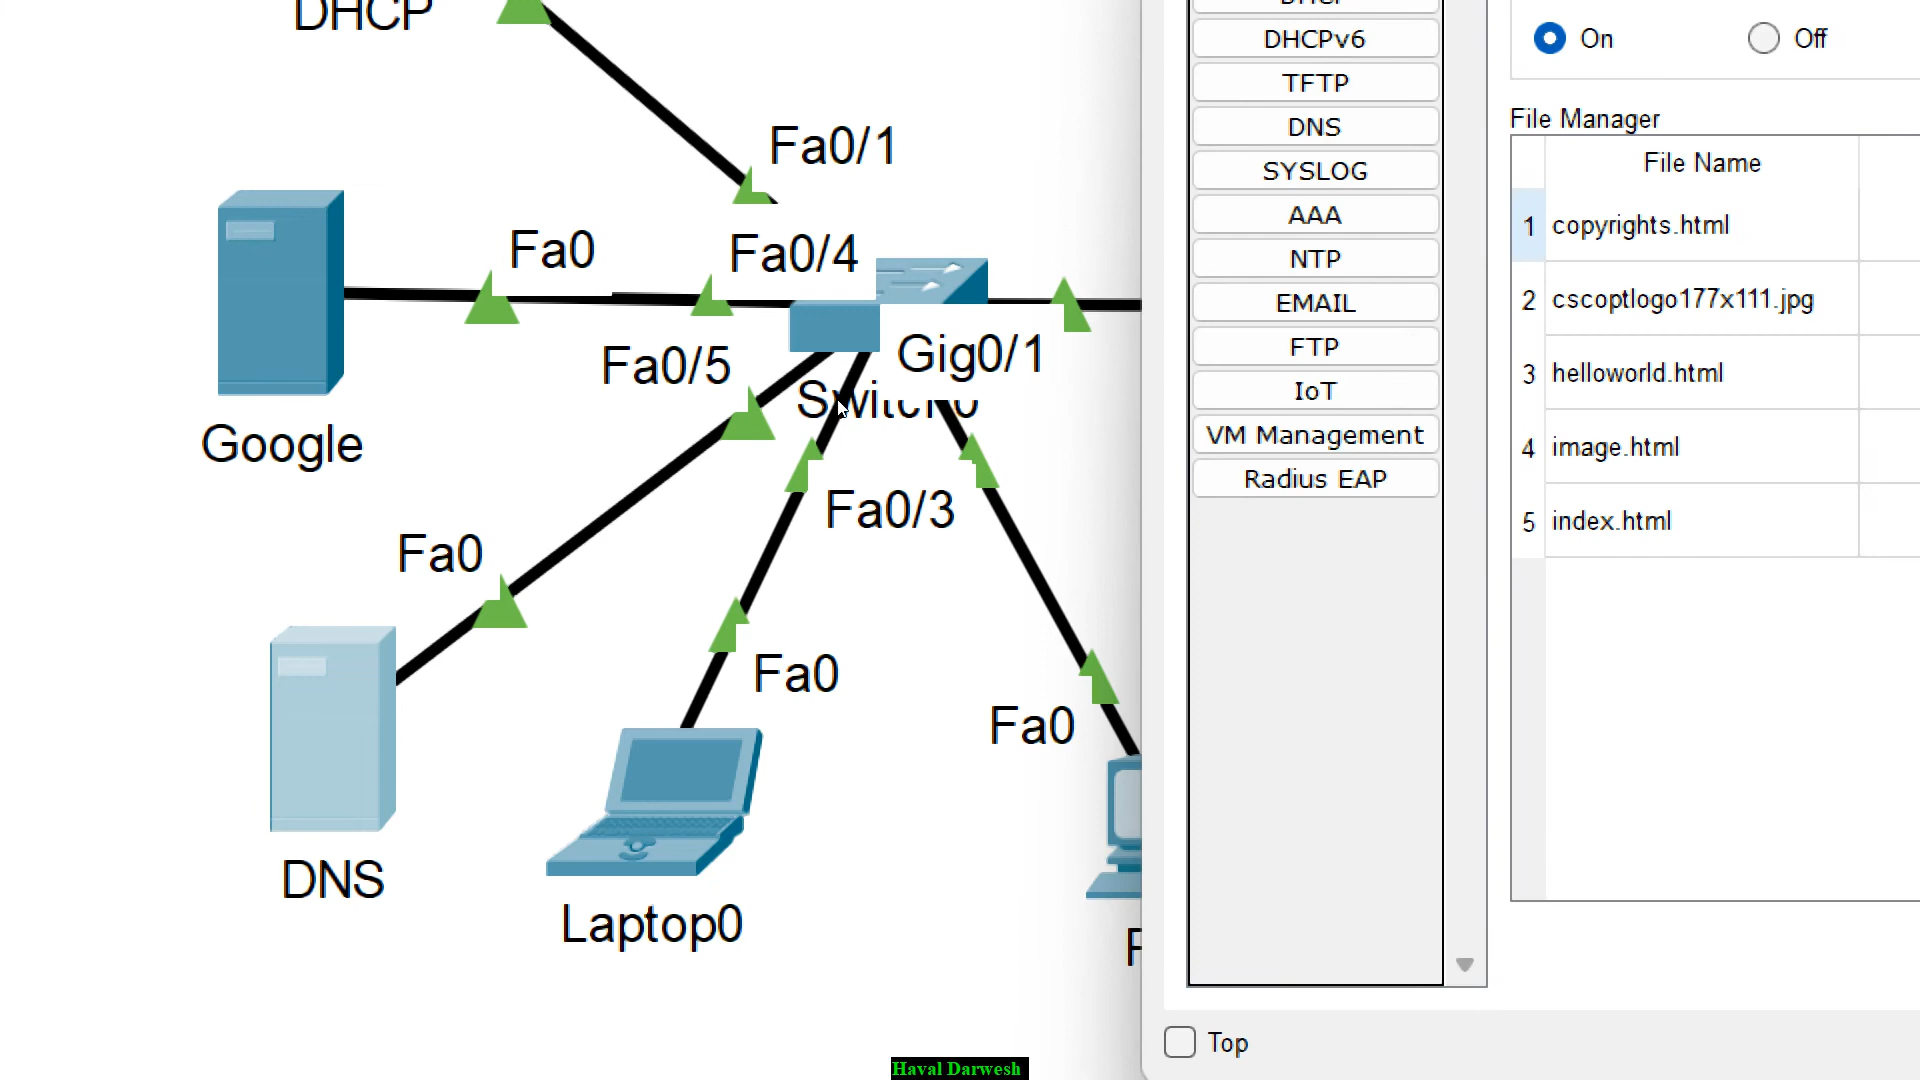 DHCP
Fa0/1
Fa0
Fa0/4
Gig0/1
Fa0/5
Switch0
Google
Fa0/3
Fa0
Fa0
Fa0
DNS
Laptop0
DHCP
DHCPv6
TFTP
DNS
SYSLOG
AAA
NTP
EMAIL
FTP
IoT
VM Management
Radius EAP
On
Off
File Manager
File Name
1 copyrights.html
2 cscoptlogo177x111.jpg
3 helloworld.html
4 image.html
5 index.html
Top
Haval Darwesh